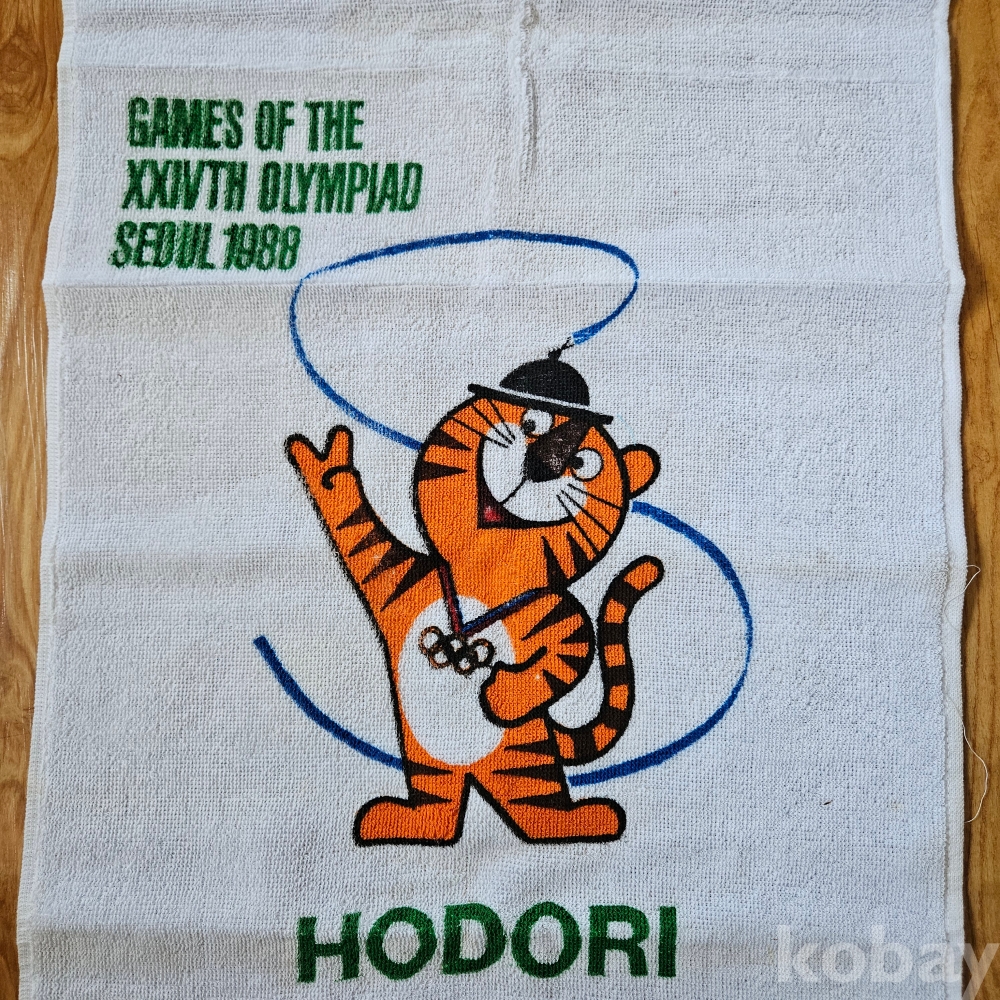 GAMES OF THE
XXIVTH OLYMPIAD
SEOUL 1988
HODORI
kobay